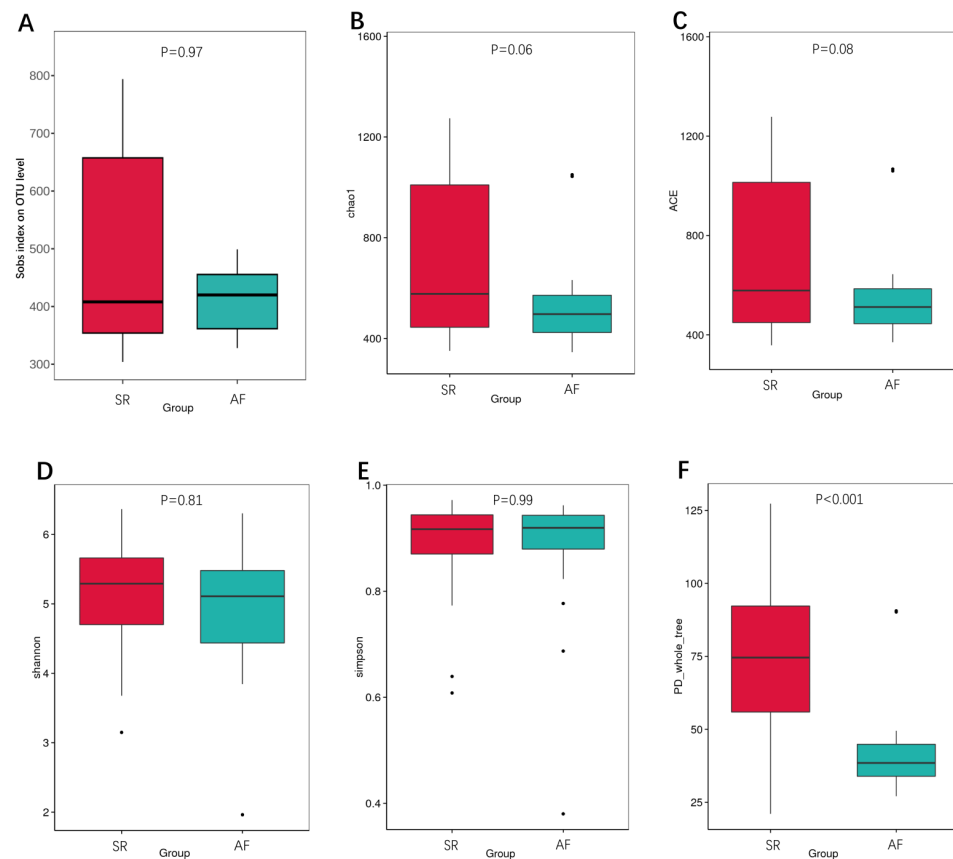 A
P=0.97
Sobs index on OTU level
800
700
600
500
400
300
SR
AF
Group
B
P=0.06
chao1
1600
1200
800
400
SR
AF
Group
C
P=0.08
ACE
1600
1200
800
400
SR
AF
Group
D
P=0.81
shannon
6
5
4
3
2
SR
AF
Group
E
P=0.99
simpson
1.0
0.8
0.6
0.4
SR
AF
Group
F
P<0.001
PD_whole_tree
125
100
75
50
25
SR
AF
Group